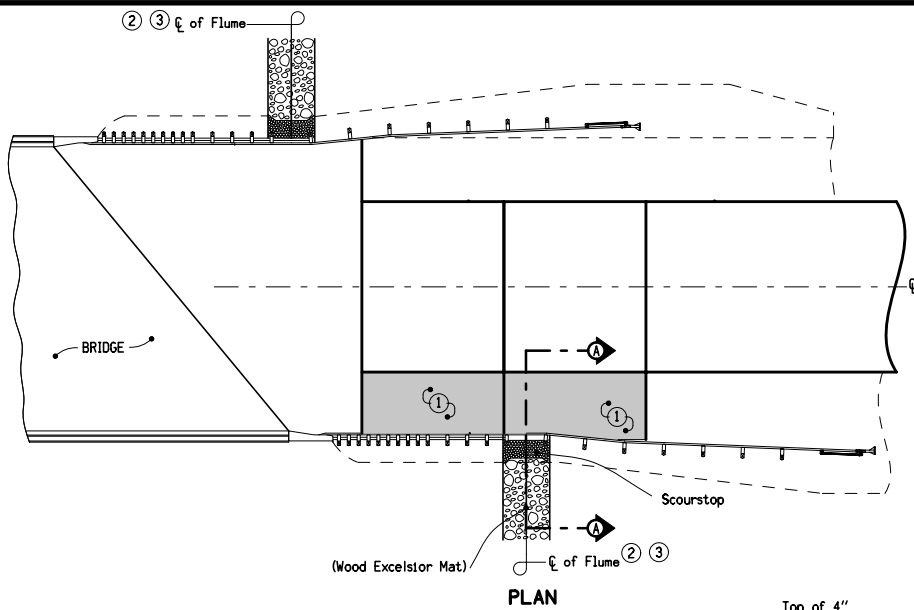 ② ③ ℄ of Flume
℄
BRIDGE
A
①
①
Scourstop
A
(Wood Excelsior Mat)
℄ of Flume ② ③
PLAN
Top of 4"